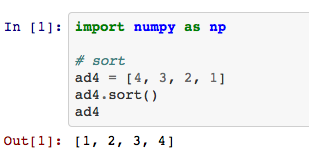 In [1]: import numpy as np
# sort
ad4 = [4, 3, 2, 1]
ad4.sort()
ad4
Out[1]: [1, 2, 3, 4]